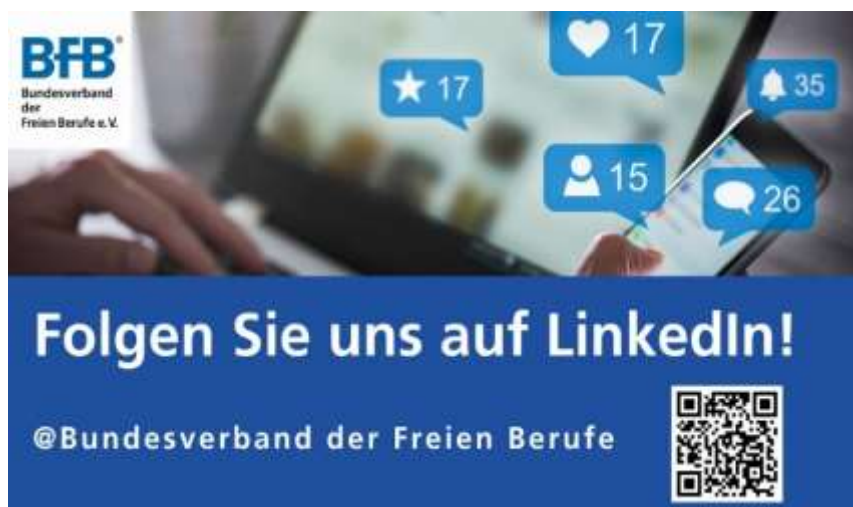 BFB
Bundesverband
der
Freien Berufe e.V.
17
17
35
15
26
Folgen Sie uns auf LinkedIn!
@Bundesverband der Freien Berufe